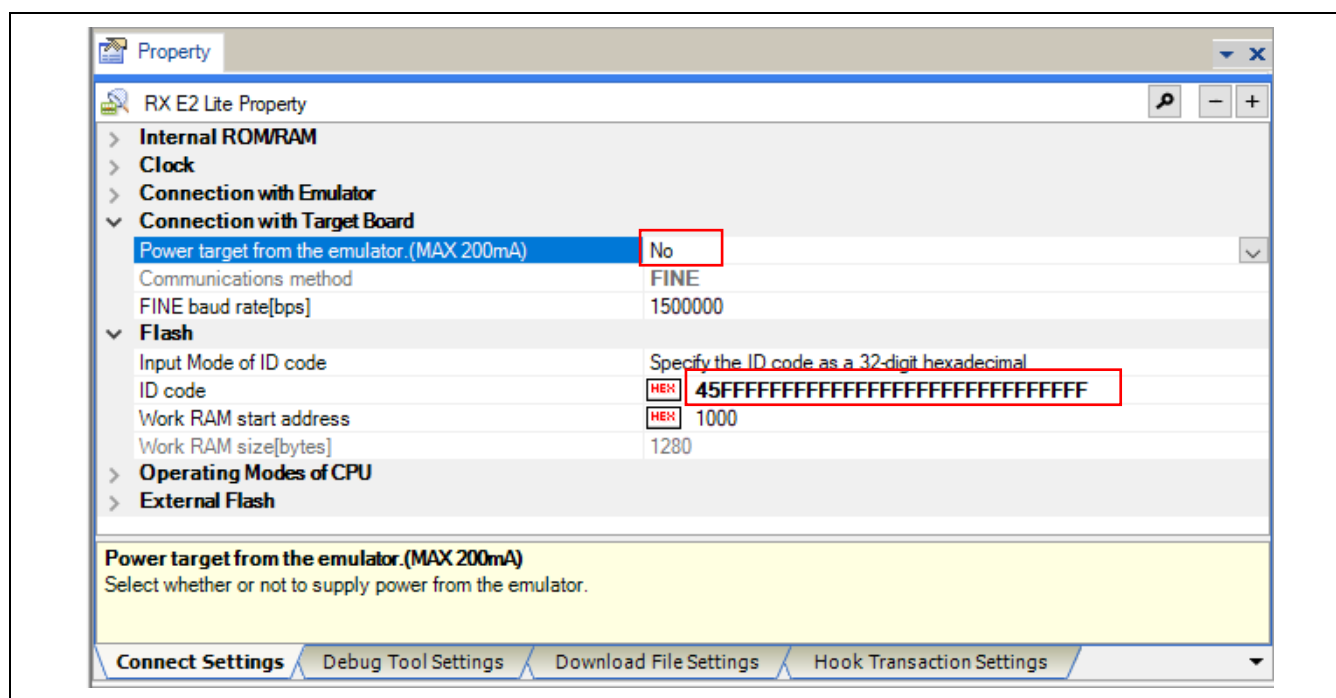 Property
RX E2 Lite Property
Internal ROM/RAM
Clock
Connection with Emulator
Connection with Target Board
Power target from the emulator.(MAX 200mA) No
Communications method FINE
FINE baud rate[bps] 1500000
Flash
Input Mode of ID code Specify the ID code as a 32-digit hexadecimal
ID code HEX 45FFFFFFFFFFFFFFFFFFFFFFFFFFFFFF
Work RAM start address HEX 1000
Work RAM size[bytes] 1280
Operating Modes of CPU
External Flash
Power target from the emulator.(MAX 200mA)
Select whether or not to supply power from the emulator.
Connect Settings Debug Tool Settings Download File Settings Hook Transaction Settings